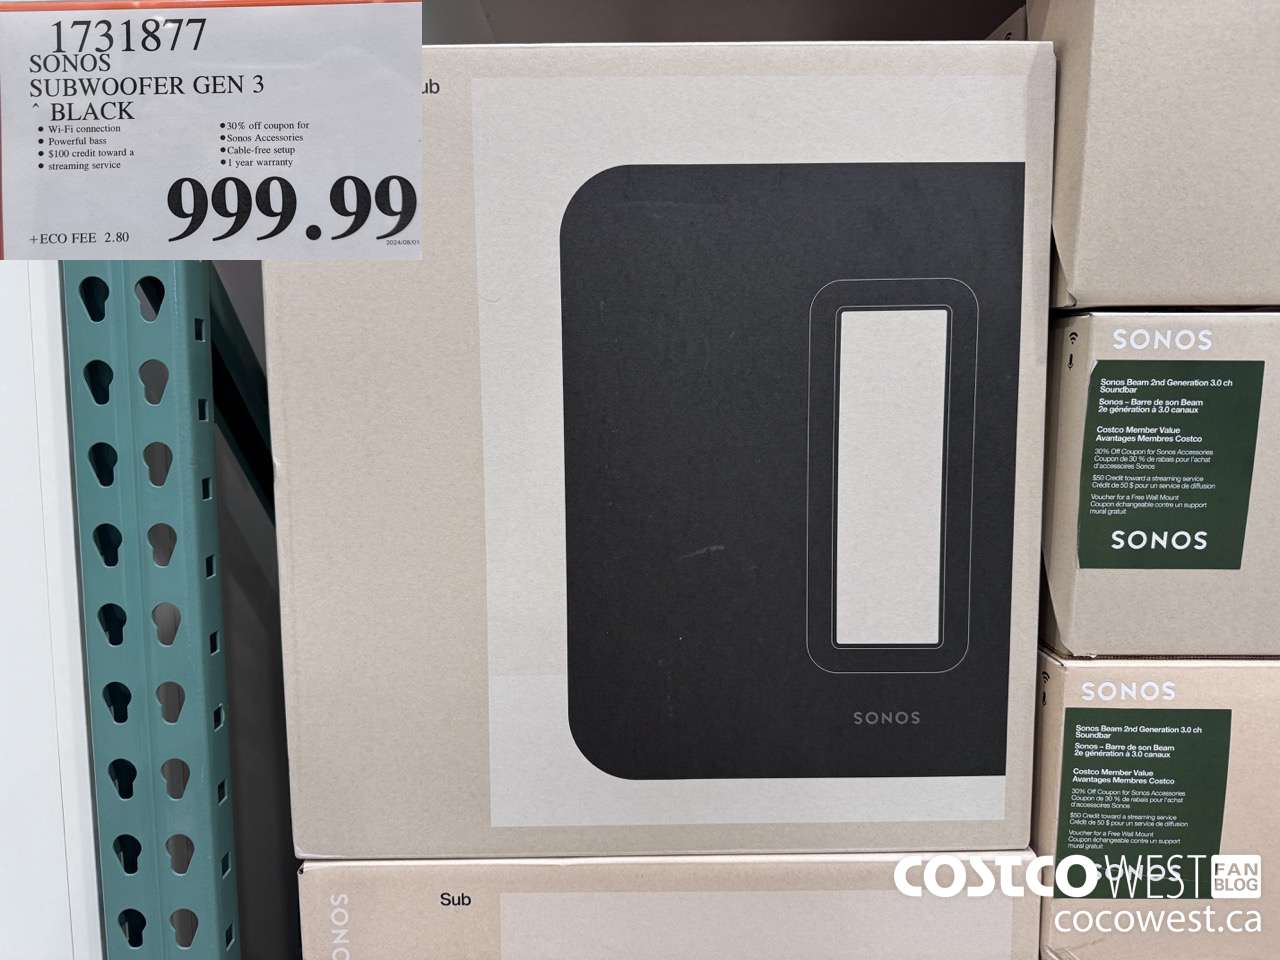 1731877
SONOS
SUBWOOFER GEN 3
^ BLACK
• Wi-Fi connection
• Powerful bass
• $100 credit toward a
• streaming service
• 30% off coupon for
• Sonos Accessories
• Cable-free setup
• 1 year warranty
999.99
+ECO FEE 2.80
2024/08/01
ub
SONOS
Sub
SONOS
SONOS
Sonos Beam 2nd Generation 3.0 ch
Soundbar
Sonos – Barre de son Beam
2e génération à 3.0 canaux
Costco Member Value
Avantages Membres Costco
30% Off Coupon for Sonos Accessories
Coupon de 30 % de rabais pour l'achat
d'accessoires Sonos
$50 Credit toward a streaming service
Crédit de 50 $ pour un service de diffusion
Voucher for a Free Wall Mount
Coupon échangeable contre un support
mural gratuit
SONOS
SONOS
Sonos Beam 2nd Generation 3.0 ch
Soundbar
Sonos – Barre de son Beam
2e génération à 3.0 canaux
Costco Member Value
Avantages Membres Costco
30% Off Coupon for Sonos Accessories
Coupon de 30 % de rabais pour l'achat
d'accessoires Sonos
$50 Credit toward a streaming service
Crédit de 50 $ pour un service de diffusion
Voucher for a Free Wall Mount
Coupon échangeable contre un support
mural gratuit
SONOS
COSTCO WEST FAN
BLOG
cocowest.ca